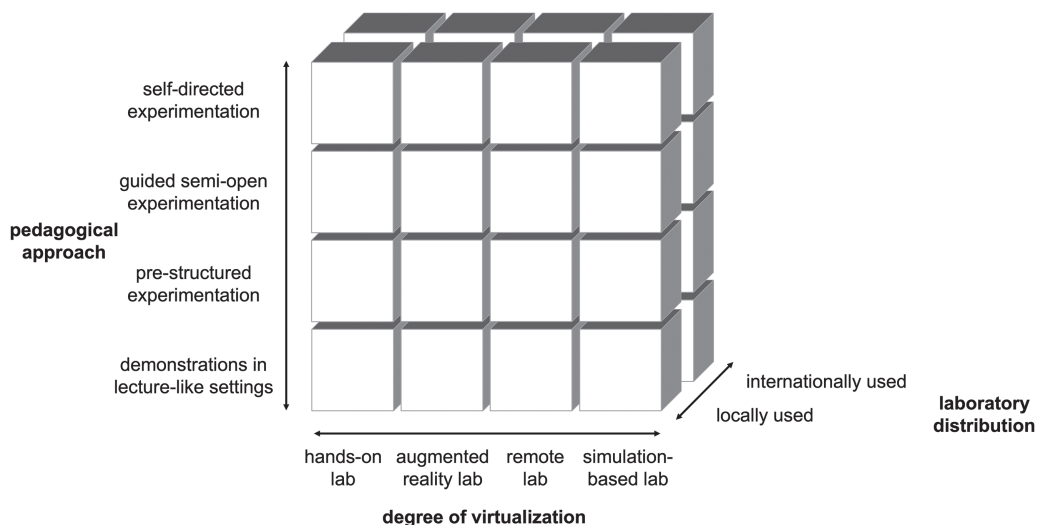 self-directed
experimentation
guided semi-open
experimentation
pedagogical
approach
pre-structured
experimentation
demonstrations in
lecture-like settings
internationally used
locally used
laboratory
distribution
hands-on
lab
augmented
reality lab
remote
lab
simulation-
based lab
degree of virtualization